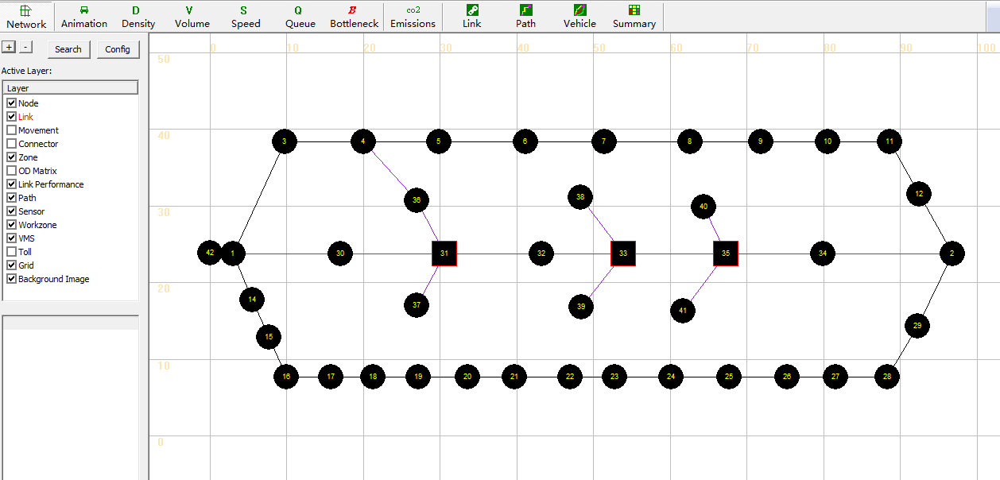 D V S Q B co2
Network Animation Density Volume Speed Queue Bottleneck Emissions Link Path Vehicle Summary
+ - Search Config
Active Layer:
Layer
Node
Link
Movement
Connector
Zone
OD Matrix
Link Performance
Path
Sensor
Workzone
VMS
Toll
Grid
Background Image
0 10 20 30 40 50 60 70 80 90 100
50
40
3 4 5 6 7 8 9 10 11
12
36 38 40
30
42 1 30 31 32 33 35 34 2
20
14 37 39 41
29
15
10
16 17 18 19 20 21 22 23 24 25 26 27 28
0